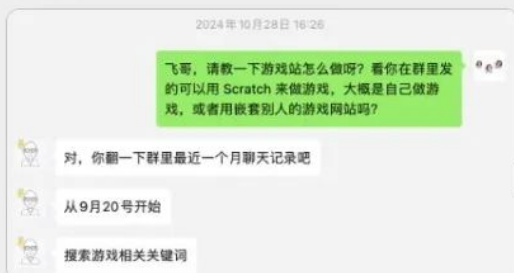 2024年10月28日 16:26
飞哥，请教一下游戏站怎么做呀？看你在群里发
的可以用 Scratch 来做游戏，大概是自己做游
戏，或者用嵌套别人的游戏网站吗？
对，你翻一下群里最近一个月聊天记录吧
从9月20号开始
搜索游戏相关关键词